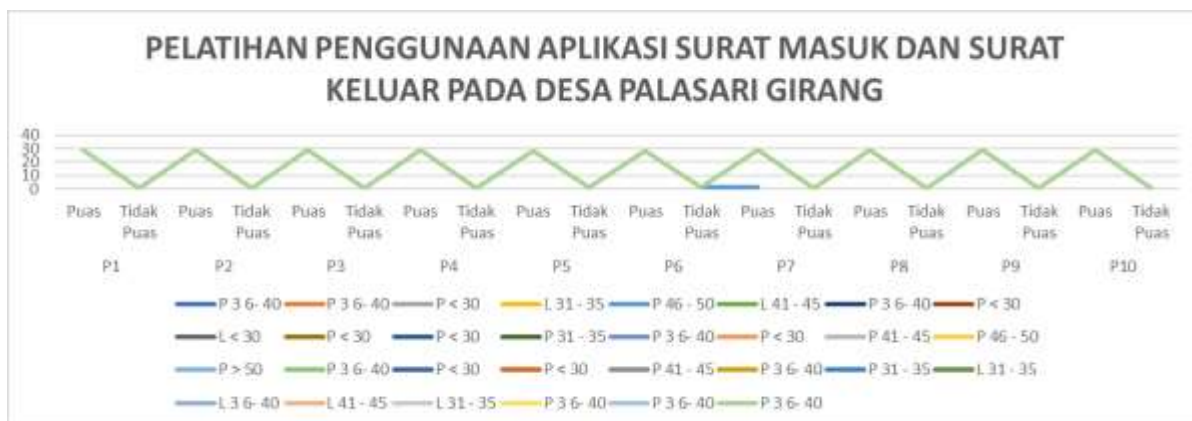 PELATIHAN PENGGUNAAN APLIKASI SURAT MASUK DAN SURAT
KELUAR PADA DESA PALASARI GIRANG
40
30
20
10
0
Puas Tidak Puas Puas Tidak Puas Puas Tidak Puas Puas Tidak Puas Puas Tidak Puas Puas Tidak Puas Puas Tidak Puas Puas Tidak Puas Puas Tidak Puas Puas Tidak Puas
P1 P2 P3 P4 P5 P6 P7 P8 P9 P10
P 3 6- 40 P 3 6- 40 P < 30 L 31 - 35 P 46 - 50 L 41 - 45 P 3 6- 40 P < 30
L < 30 P < 30 P < 30 P 31 - 35 P 3 6- 40 P < 30 P 41 - 45 P 46 - 50
P > 50 P 3 6- 40 P < 30 P < 30 P 41 - 45 P 3 6- 40 P 31 - 35 L 31 - 35
L 3 6- 40 L 41 - 45 L 31 - 35 P 3 6- 40 P 3 6- 40 P 3 6- 40